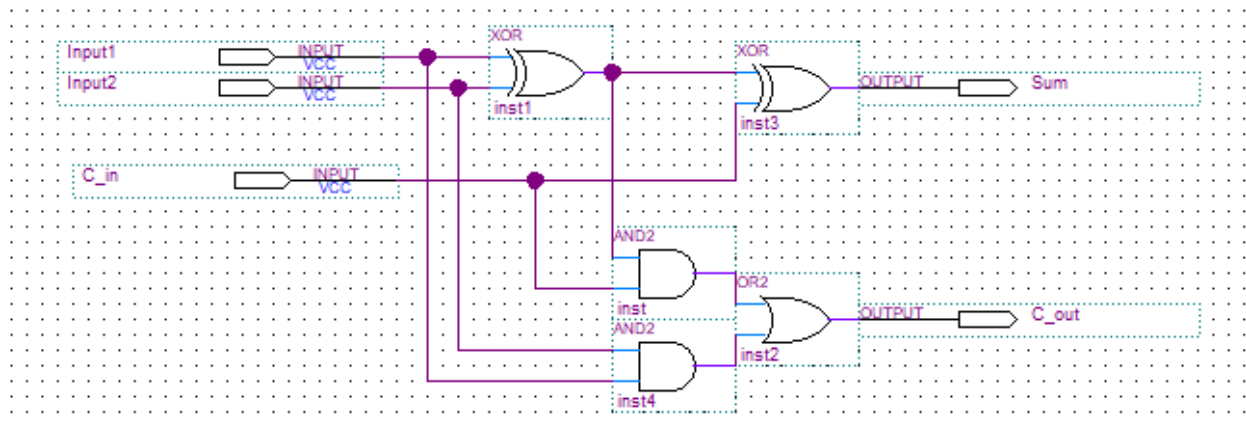 XOR
Input1 INPUT
VCC
XOR
Input2 INPUT
VCC
OUTPUT Sum
inst1
inst3
C_in INPUT
VCC
AND2
OR2
inst
OUTPUT C_out
AND2
inst2
inst4